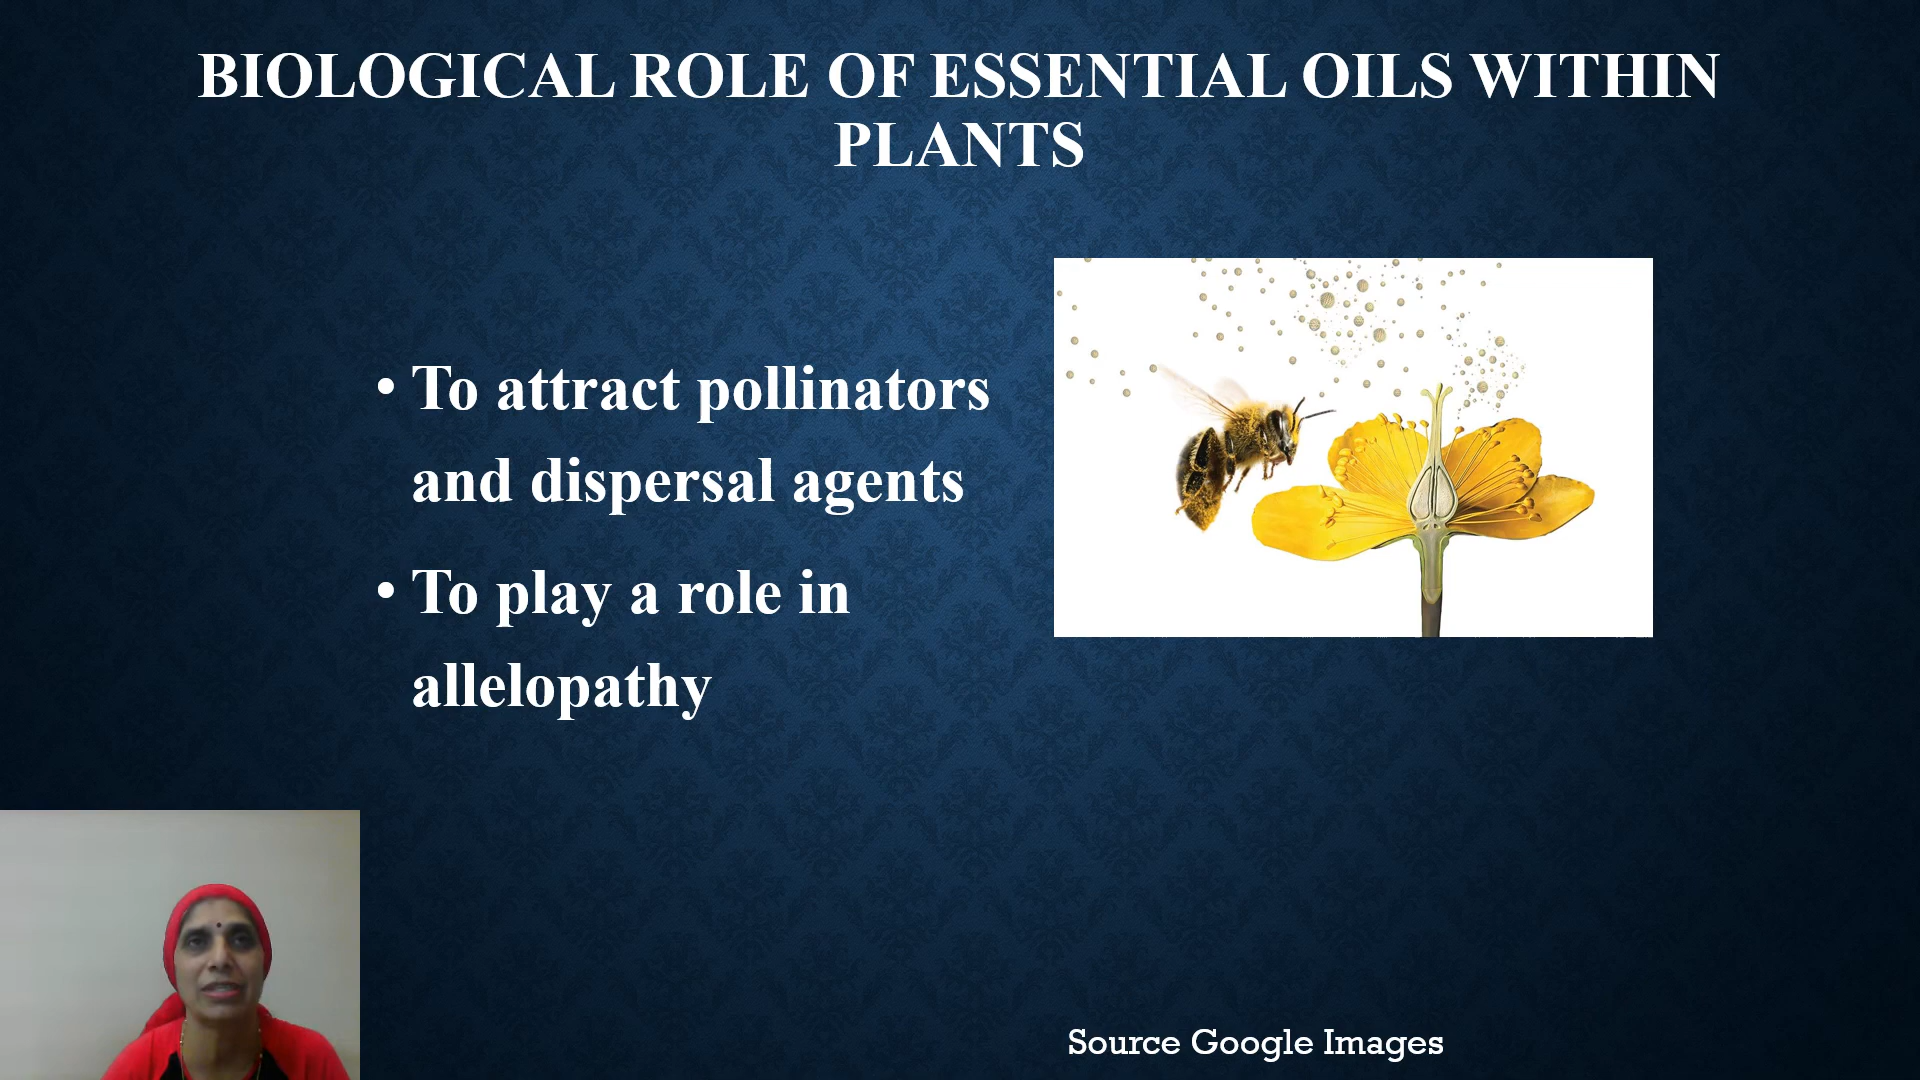 BIOLOGICAL ROLE OF ESSENTIAL OILS WITHIN
PLANTS
• To attract pollinators
and dispersal agents
• To play a role in
allelopathy
Source Google Images